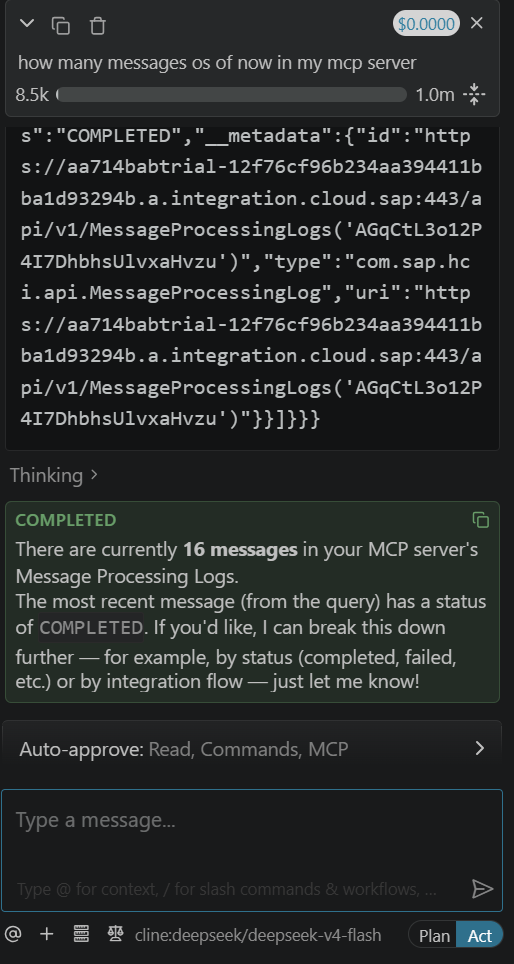 $0.0000
how many messages os of now in my mcp server
8.5k 1.0m
s":"COMPLETED","__metadata":{"id":"http
s://aa714babtrial-12f76cf96b234aa394411b
ba1d93294b.a.integration.cloud.sap:443/a
pi/v1/MessageProcessingLogs('AGqCtL3o12P
4I7DhbhsUlvxaHvzu')","type":"com.sap.hc
i.api.MessageProcessingLog","uri":"http
s://aa714babtrial-12f76cf96b234aa394411b
ba1d93294b.a.integration.cloud.sap:443/a
pi/v1/MessageProcessingLogs('AGqCtL3o12P
4I7DhbhsUlvxaHvzu')"}}]}}}
Thinking
COMPLETED
There are currently 16 messages in your MCP server's
Message Processing Logs.
The most recent message (from the query) has a status
of COMPLETED. If you'd like, I can break this down
further — for example, by status (completed, failed,
etc.) or by integration flow — just let me know!
Auto-approve: Read, Commands, MCP
Type a message...
Type @ for context, / for slash commands & workflows, ...
cline:deepseek/deepseek-v4-flash Plan Act